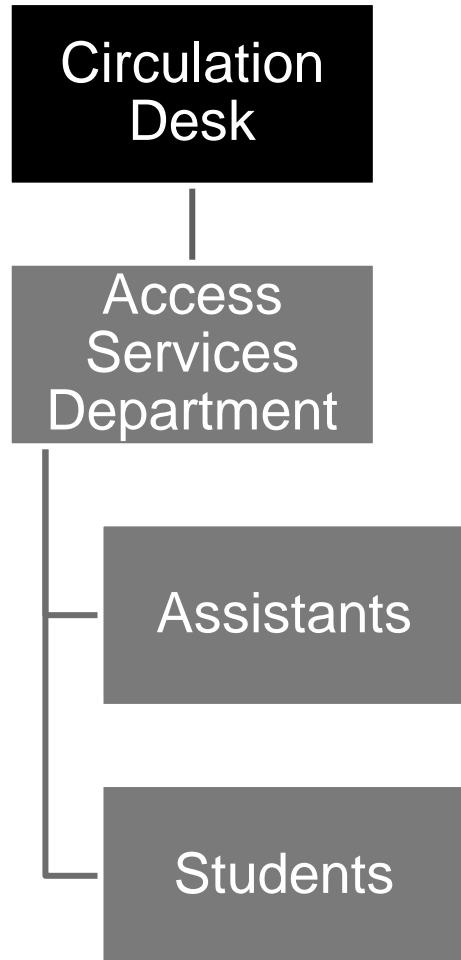 Circulation
Desk
Access
Services
Department
Assistants
Students